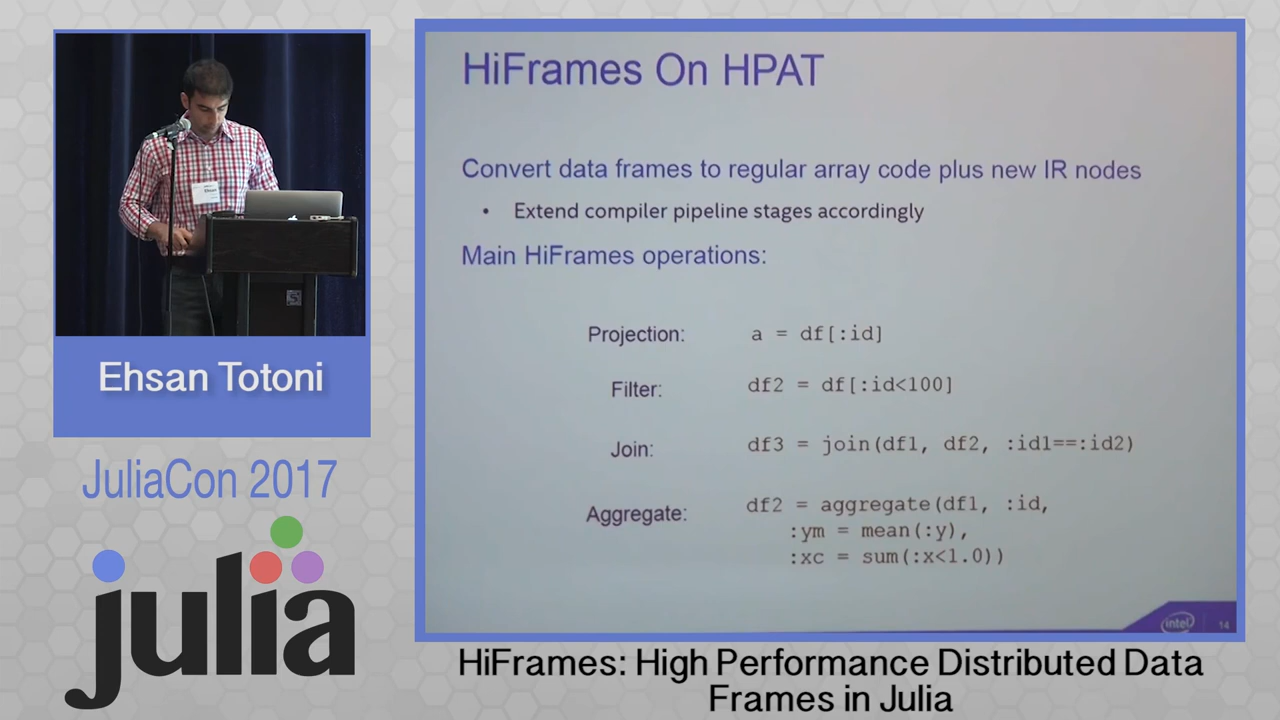 HiFrames On HPAT
Convert data frames to regular array code plus new IR nodes
• Extend compiler pipeline stages accordingly
Main HiFrames operations:
Projection: a = df[:id]
Filter: df2 = df[:id<100]
Join: df3 = join(df1, df2, :id1==:id2)
Aggregate: df2 = aggregate(df1, :id,
:ym = mean(:y),
:xc = sum(:x<1.0))
intel 14
Ehsan Totoni
JuliaCon 2017
julia
HiFrames: High Performance Distributed Data
Frames in Julia